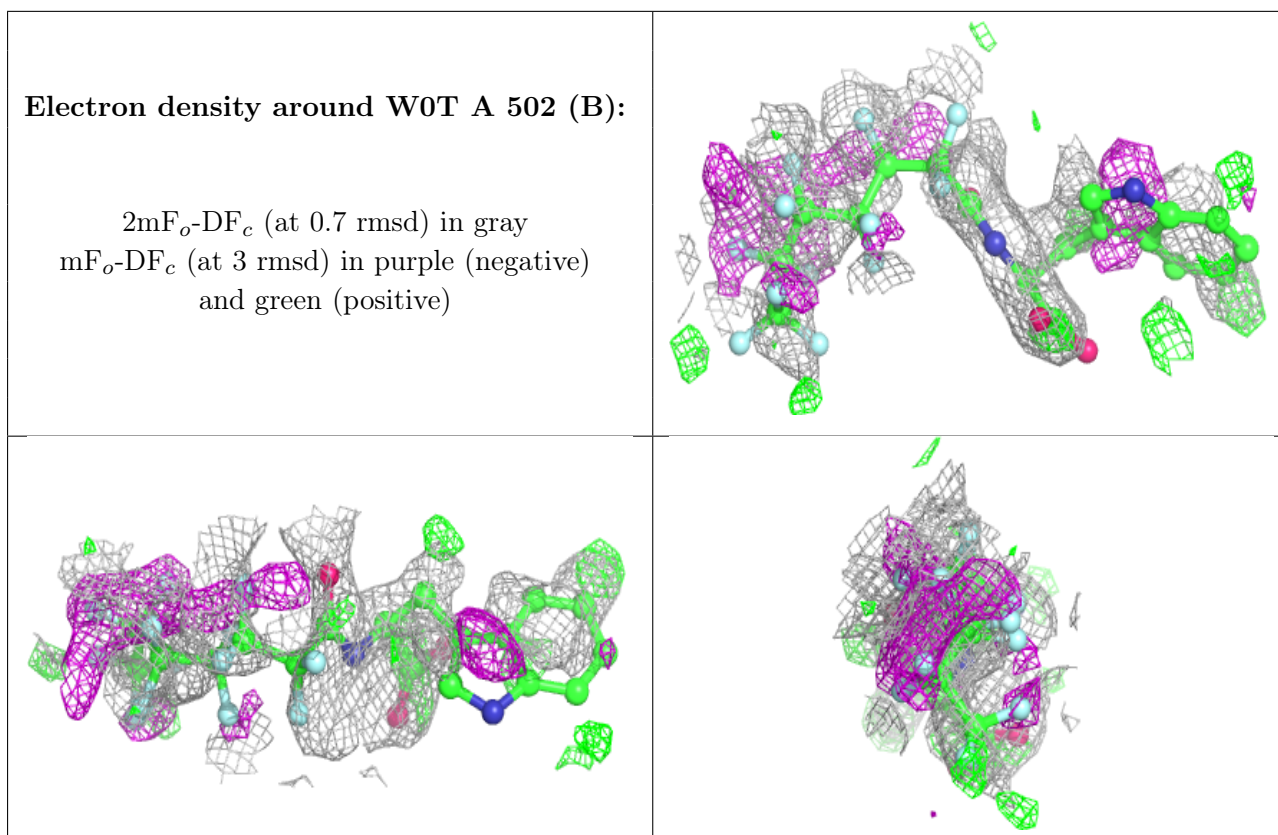 Electron density around W0T A 502 (B):
2mFₒ-DF𝒸 (at 0.7 rmsd) in gray
mFₒ-DF𝒸 (at 3 rmsd) in purple (negative)
and green (positive)